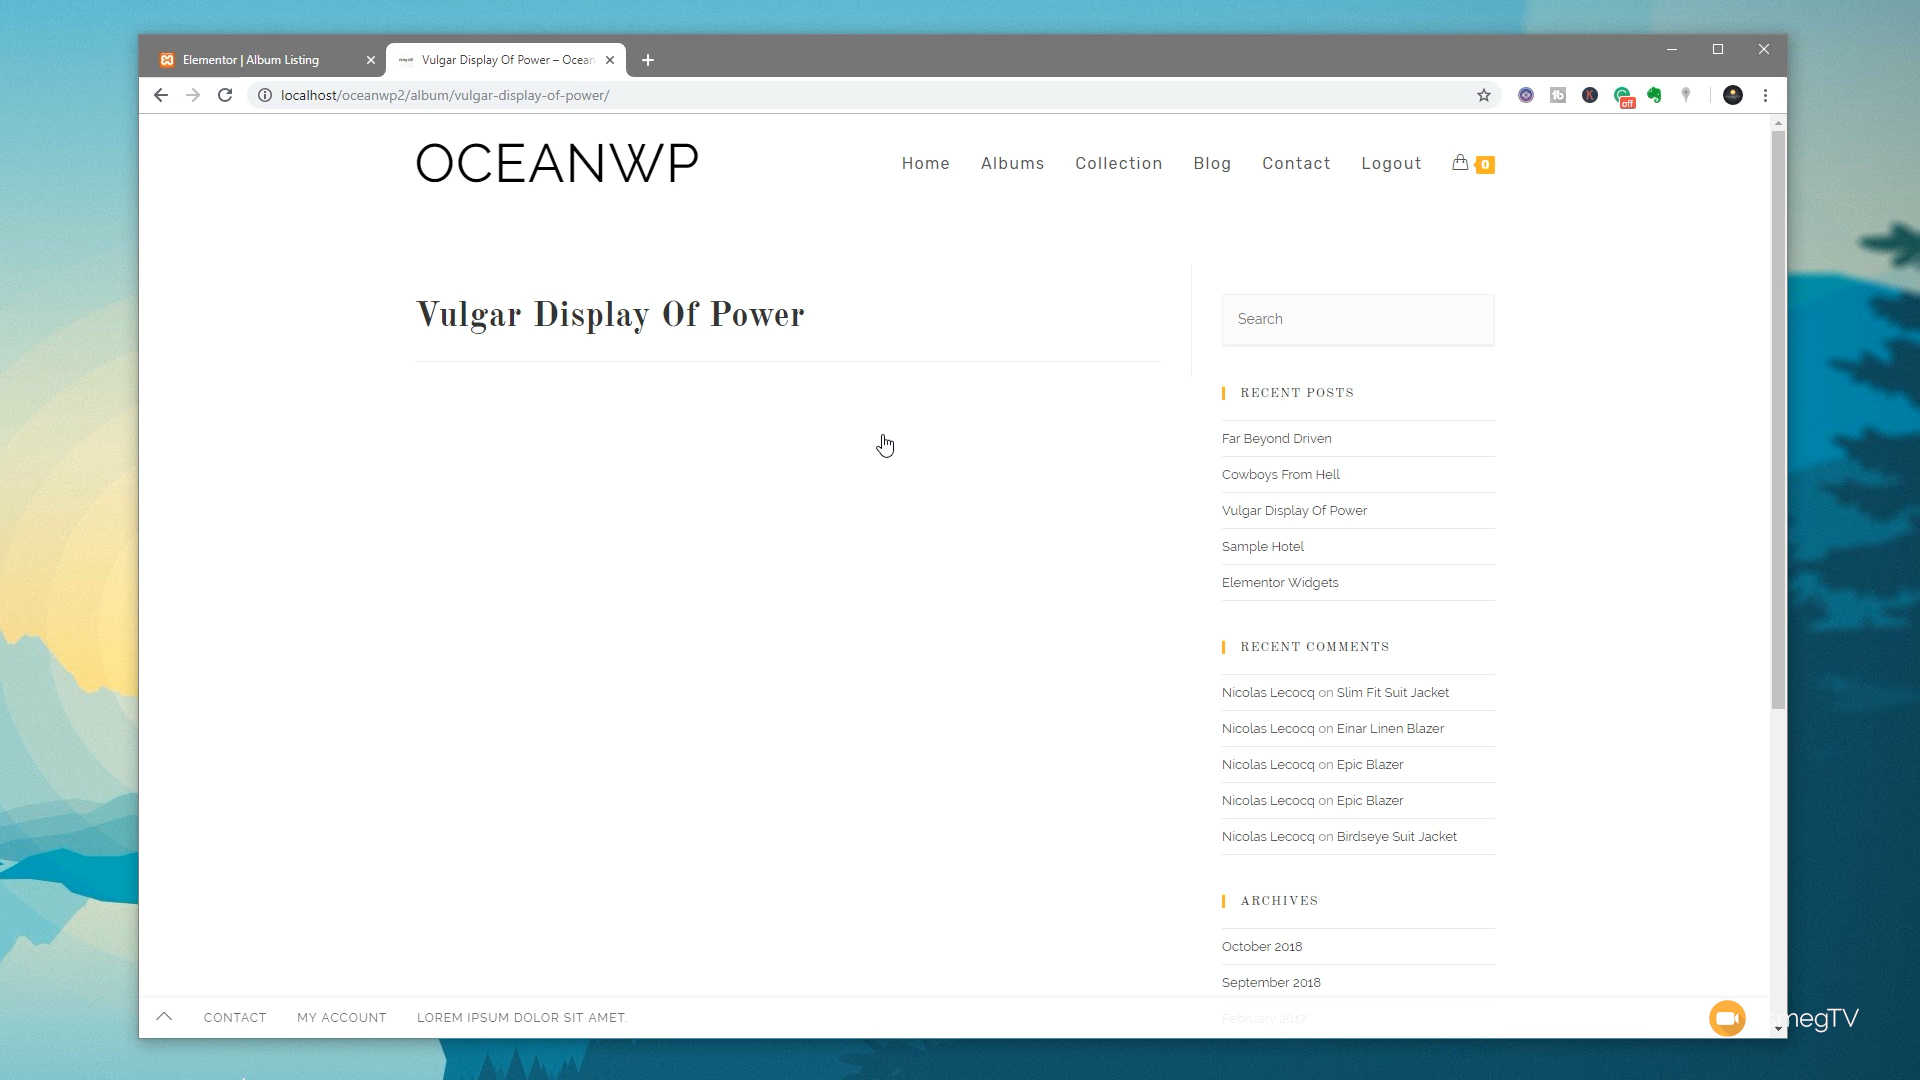 Elementor | Album Listing
Vulgar Display Of Power – Ocean
localhost/oceanwp2/album/vulgar-display-of-power/
off
OCEANWP
Home Albums Collection Blog Contact Logout 0
Vulgar Display Of Power
Search
RECENT POSTS
Far Beyond Driven
Cowboys From Hell
Vulgar Display Of Power
Sample Hotel
Elementor Widgets
RECENT COMMENTS
Nicolas Lecocq on Slim Fit Suit Jacket
Nicolas Lecocq on Einar Linen Blazer
Nicolas Lecocq on Epic Blazer
Nicolas Lecocq on Epic Blazer
Nicolas Lecocq on Birdseye Suit Jacket
ARCHIVES
October 2018
September 2018
February 2017
CONTACT MY ACCOUNT LOREM IPSUM DOLOR SIT AMET.